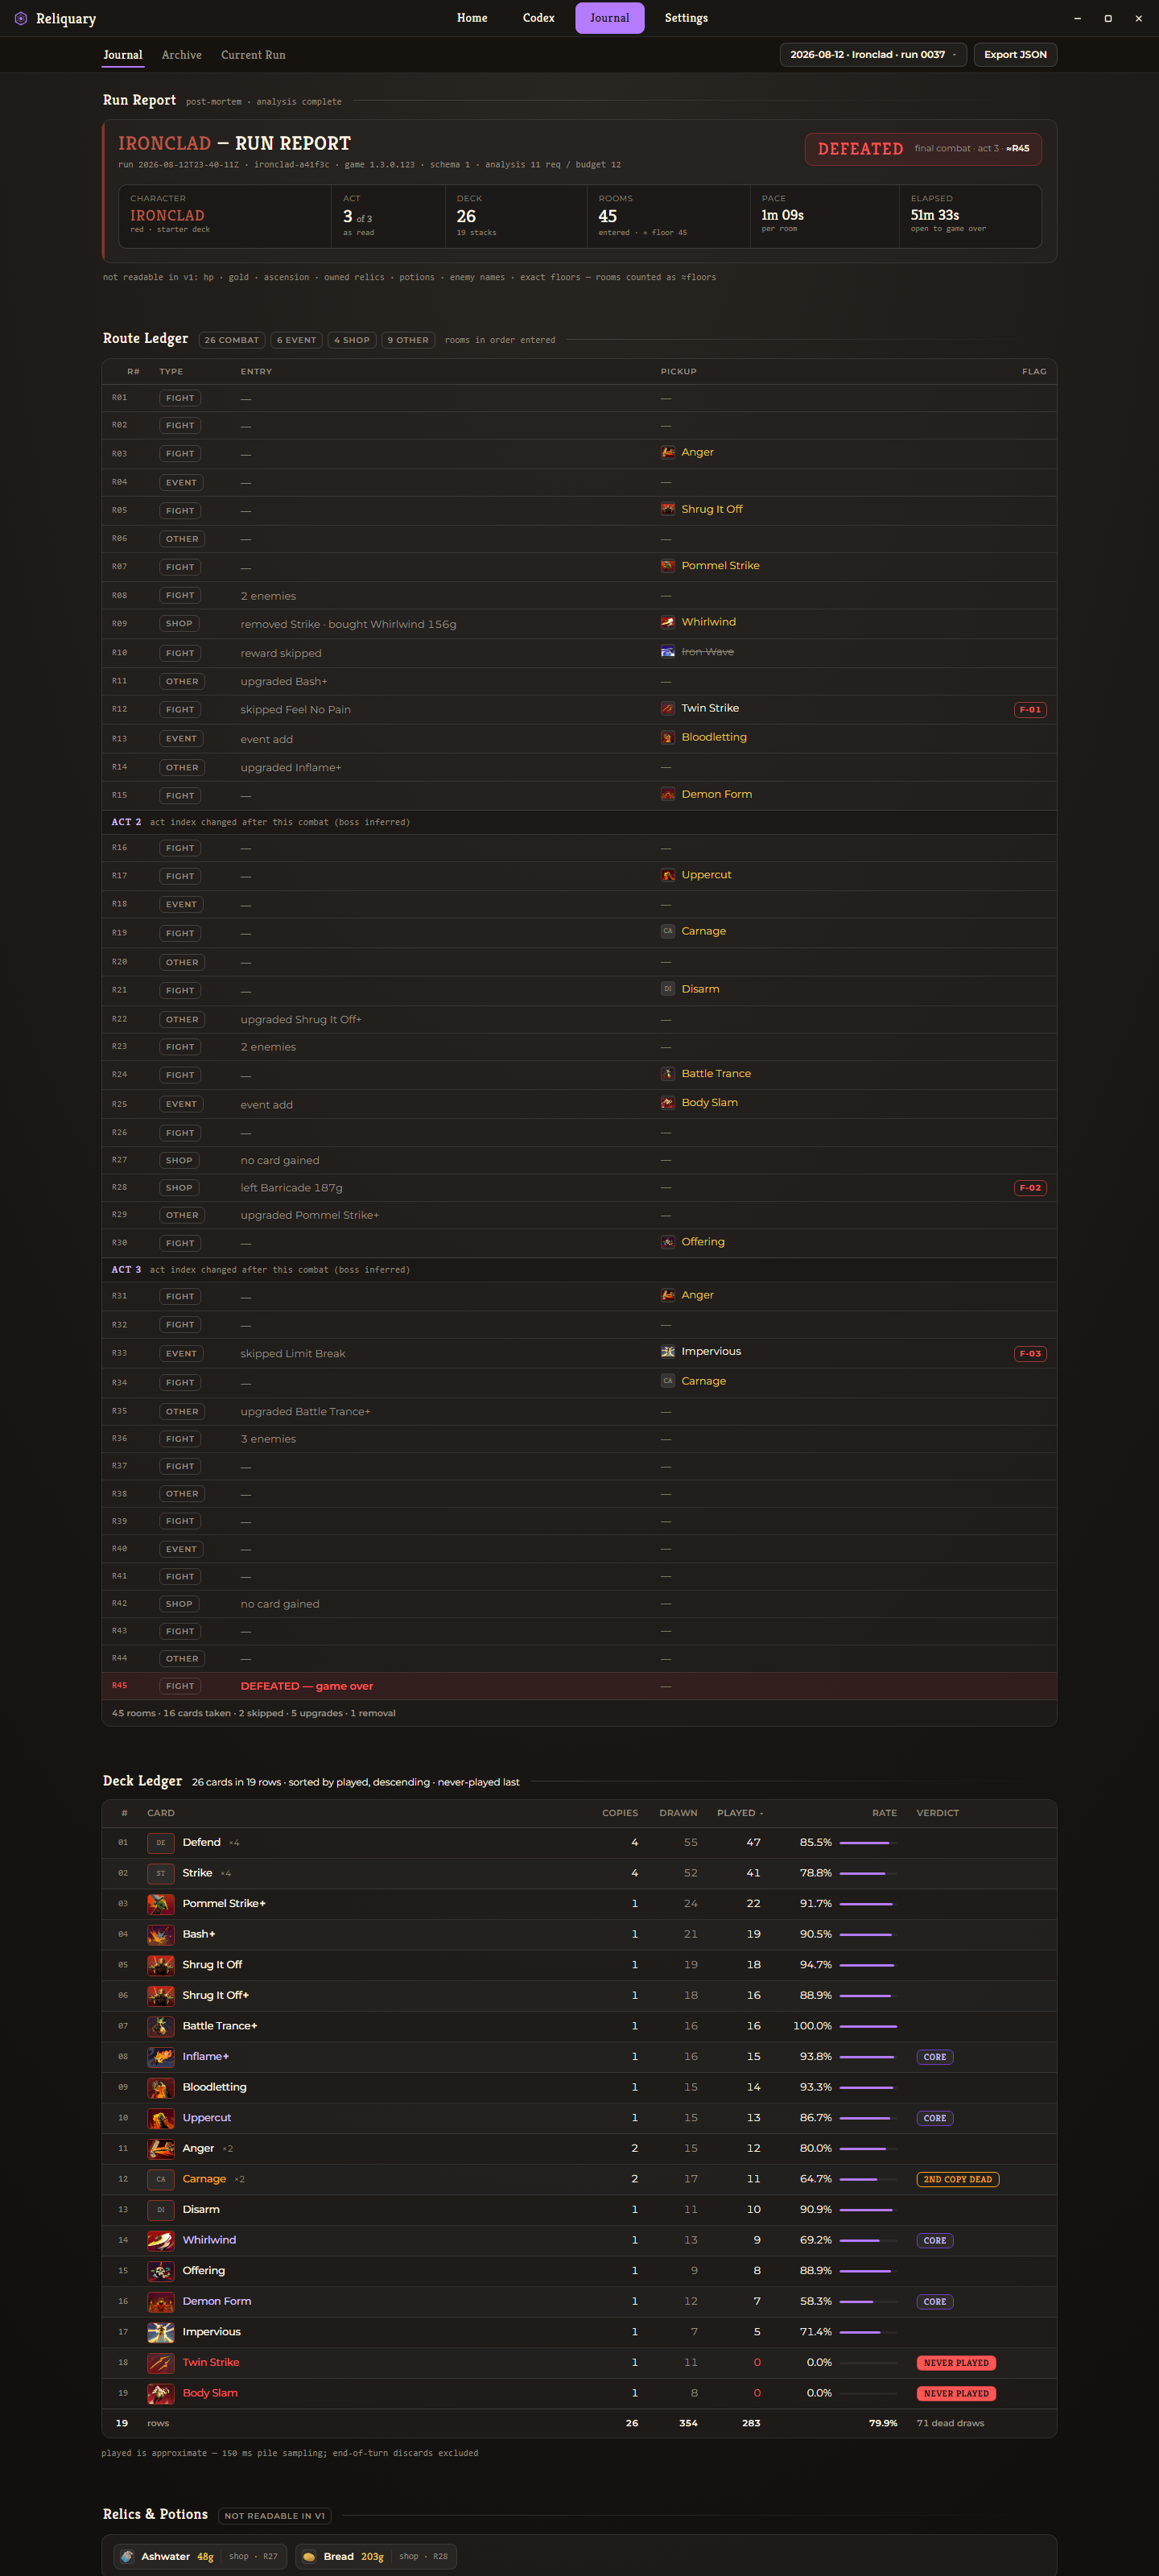 Reliquary
Home Codex Journal Settings
Journal Archive Current Run
2026-08-12 · Ironclad · run 0037
Export JSON
Run Report post-mortem · analysis complete
IRONCLAD — RUN REPORT
run 2026-08-12T23-40-11Z · ironclad-a41f3c · game 1.3.0.123 · schema 1 · analysis 11 req / budget 12
DEFEATED final combat · act 3 · ≈R45
CHARACTER ACT DECK ROOMS PACE ELAPSED
IRONCLAD 3 of 3 26 45 1m 09s 51m 33s
red · starter deck as read 19 stacks entered · ≈ floor 45 per room open to game over
not readable in v1: hp · gold · ascension · owned relics · potions · enemy names · exact floors — rooms counted as ≈floors
Route Ledger 26 COMBAT 6 EVENT 4 SHOP 9 OTHER rooms in order entered
R# TYPE ENTRY PICKUP FLAG
R01 FIGHT — —
R02 FIGHT — —
R03 FIGHT — Anger
R04 EVENT — —
R05 FIGHT — Shrug It Off
R06 OTHER — —
R07 FIGHT — Pommel Strike
R08 FIGHT 2 enemies —
R09 SHOP removed Strike · bought Whirlwind 156g Whirlwind
R10 FIGHT reward skipped Iron Wave
R11 OTHER upgraded Bash+ —
R12 FIGHT skipped Feel No Pain Twin Strike F-01
R13 EVENT event add Bloodletting
R14 OTHER upgraded Inflame+ —
R15 FIGHT — Demon Form
ACT 2 act index changed after this combat (boss inferred)
R16 FIGHT — —
R17 FIGHT — Uppercut
R18 EVENT — —
R19 FIGHT — CA Carnage
R20 OTHER — —
R21 FIGHT — DI Disarm
R22 OTHER upgraded Shrug It Off+ —
R23 FIGHT 2 enemies —
R24 FIGHT — Battle Trance
R25 EVENT event add Body Slam
R26 FIGHT — —
R27 SHOP no card gained —
R28 SHOP left Barricade 187g — F-02
R29 OTHER upgraded Pommel Strike+ —
R30 FIGHT — Offering
ACT 3 act index changed after this combat (boss inferred)
R31 FIGHT — Anger
R32 FIGHT — —
R33 EVENT skipped Limit Break Impervious F-03
R34 FIGHT — CA Carnage
R35 OTHER upgraded Battle Trance+ —
R36 FIGHT 3 enemies —
R37 FIGHT — —
R38 OTHER — —
R39 FIGHT — —
R40 EVENT — —
R41 FIGHT — —
R42 SHOP no card gained —
R43 FIGHT — —
R44 OTHER — —
R45 FIGHT DEFEATED — game over —
45 rooms · 16 cards taken · 2 skipped · 5 upgrades · 1 removal
Deck Ledger 26 cards in 19 rows · sorted by played, descending · never-played last
# CARD COPIES DRAWN PLAYED RATE VERDICT
01 DE Defend ×4 4 55 47 85.5%
02 ST Strike ×4 4 52 41 78.8%
03 Pommel Strike+ 1 24 22 91.7%
04 Bash+ 1 21 19 90.5%
05 Shrug It Off 1 19 18 94.7%
06 Shrug It Off+ 1 18 16 88.9%
07 Battle Trance+ 1 16 16 100.0%
08 Inflame+ 1 16 15 93.8% CORE
09 Bloodletting 1 15 14 93.3%
10 Uppercut 1 15 13 86.7% CORE
11 Anger ×2 2 15 12 80.0%
12 CA Carnage ×2 2 17 11 64.7% 2ND COPY DEAD
13 DI Disarm 1 11 10 90.9%
14 Whirlwind 1 13 9 69.2% CORE
15 Offering 1 9 8 88.9%
16 Demon Form 1 12 7 58.3% CORE
17 Impervious 1 7 5 71.4%
18 Twin Strike 1 11 0 0.0% NEVER PLAYED
19 Body Slam 1 8 0 0.0% NEVER PLAYED
19 rows 26 354 283 79.9% 71 dead draws
played is approximate — 150 ms pile sampling; end-of-turn discards excluded
Relics & Potions NOT READABLE IN V1
Ashwater 48g shop · R27 Bread 203g shop · R28